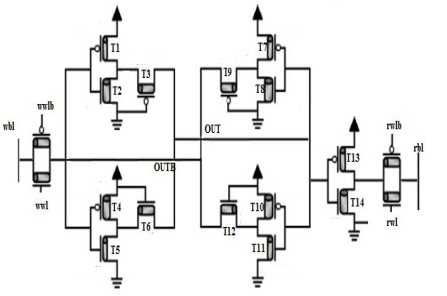 T1
T3
T2
T7
T9
T8
wwlb
wbl
OUT
rwlb
rbl
T13
OUTB
wwl
T4
T6
T5
T10
T12
T11
T14
rwl